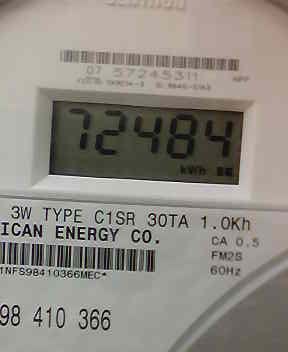 07 57245311
72484
kWh
3W TYPE C1SR 30TA 1.0Kh
ICAN ENERGY CO.
CA 0.5
FM2S
60Hz
1NFS98410366MEC*
98 410 366